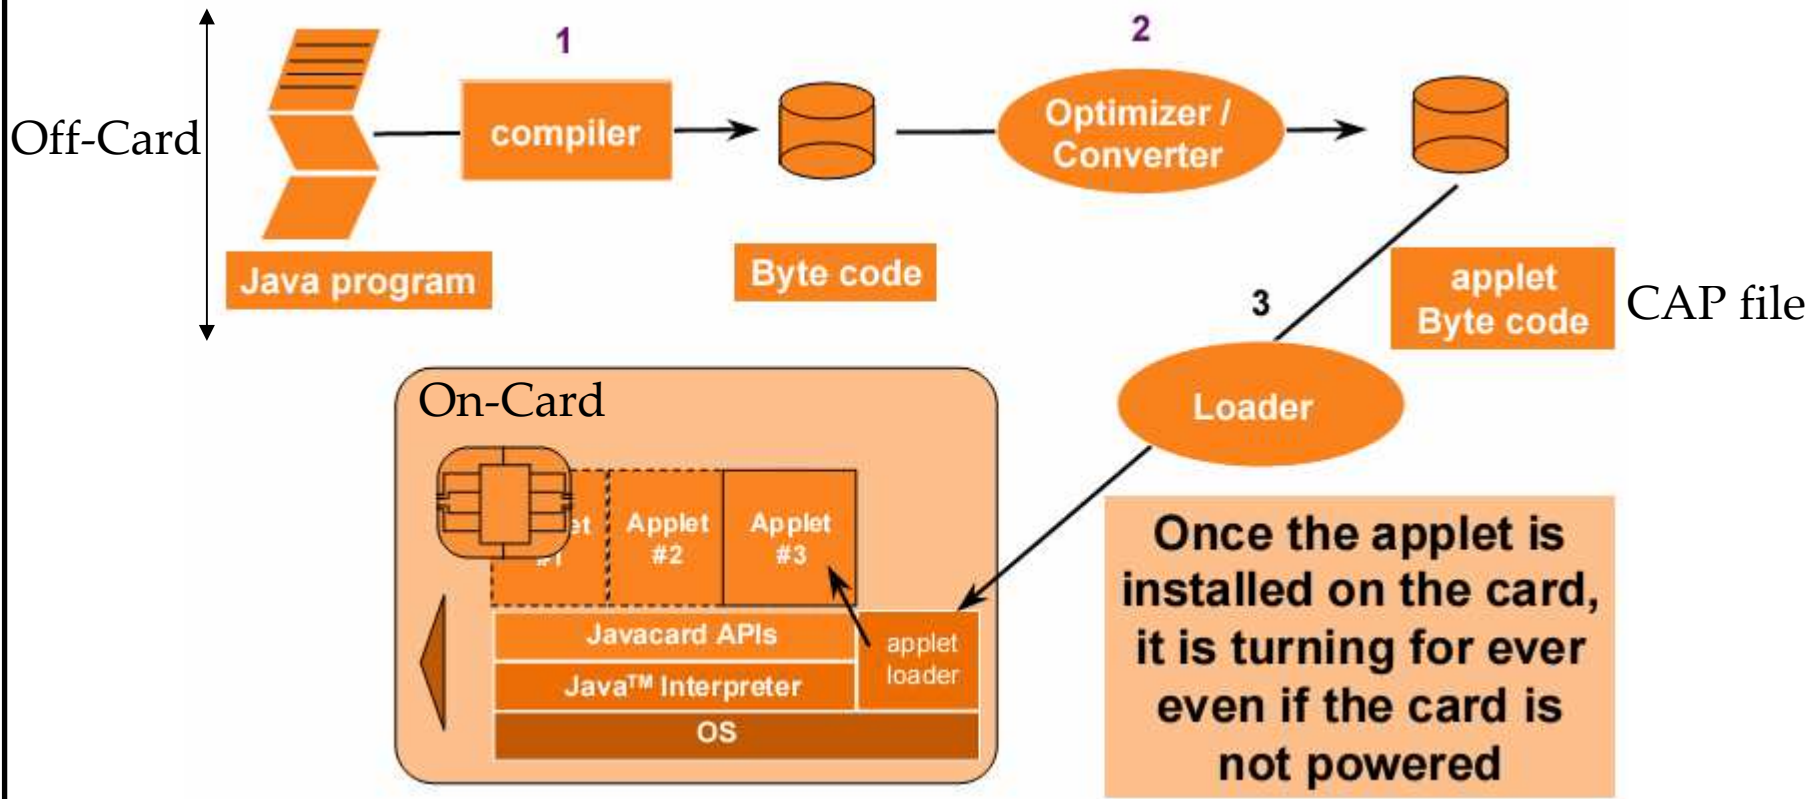 1
2
Off-Card
compiler
Optimizer /
Converter
Java program
Byte code
applet
Byte code
CAP file
3
Loader
On-Card
et
#1
Applet
#2
Applet
#3
Javacard APIs
Java™ Interpreter
applet
loader
OS
Once the applet is
installed on the card,
it is turning for ever
even if the card is
not powered